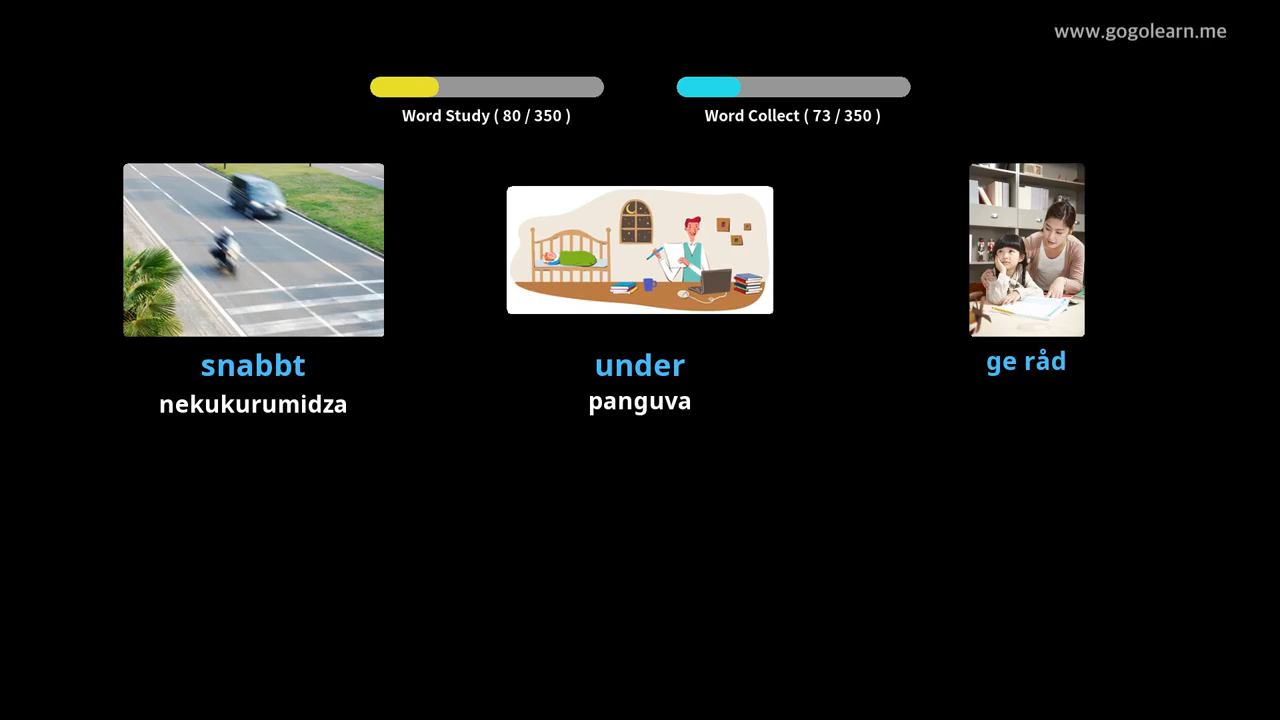 www.gogolearn.me
Word Study ( 80 / 350 )
Word Collect ( 73 / 350 )
snabbt
nekukurumidza
under
panguva
ge råd